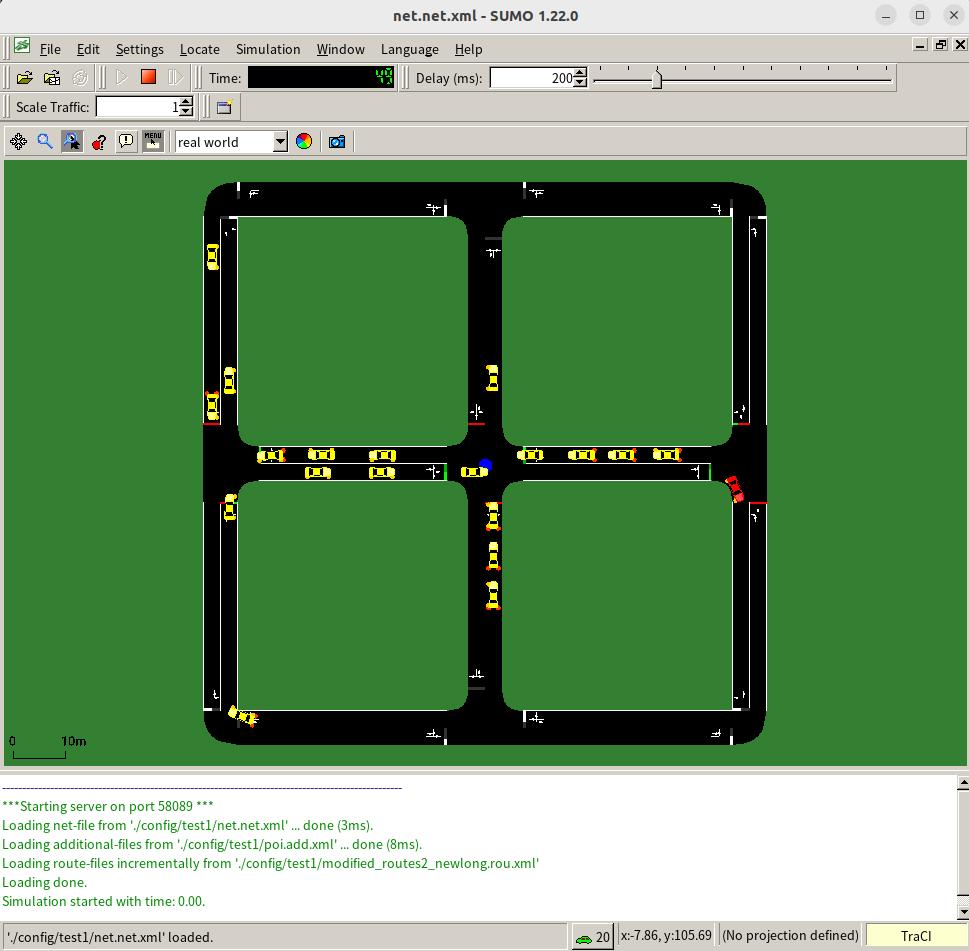 net.net.xml - SUMO 1.22.0
File Edit Settings Locate Simulation Window Language Help
Time: 49 Delay (ms): 200
Scale Traffic: 1
MENU real world
0 10m
***Starting server on port 58089 ***
Loading net-file from './config/test1/net.net.xml' ... done (3ms).
Loading additional-files from './config/test1/poi.add.xml' ... done (8ms).
Loading route-files incrementally from './config/test1/modified_routes2_newlong.rou.xml'
Loading done.
Simulation started with time: 0.00.
'./config/test1/net.net.xml' loaded. 20 x:-7.86, y:105.69 (No projection defined) TraCI